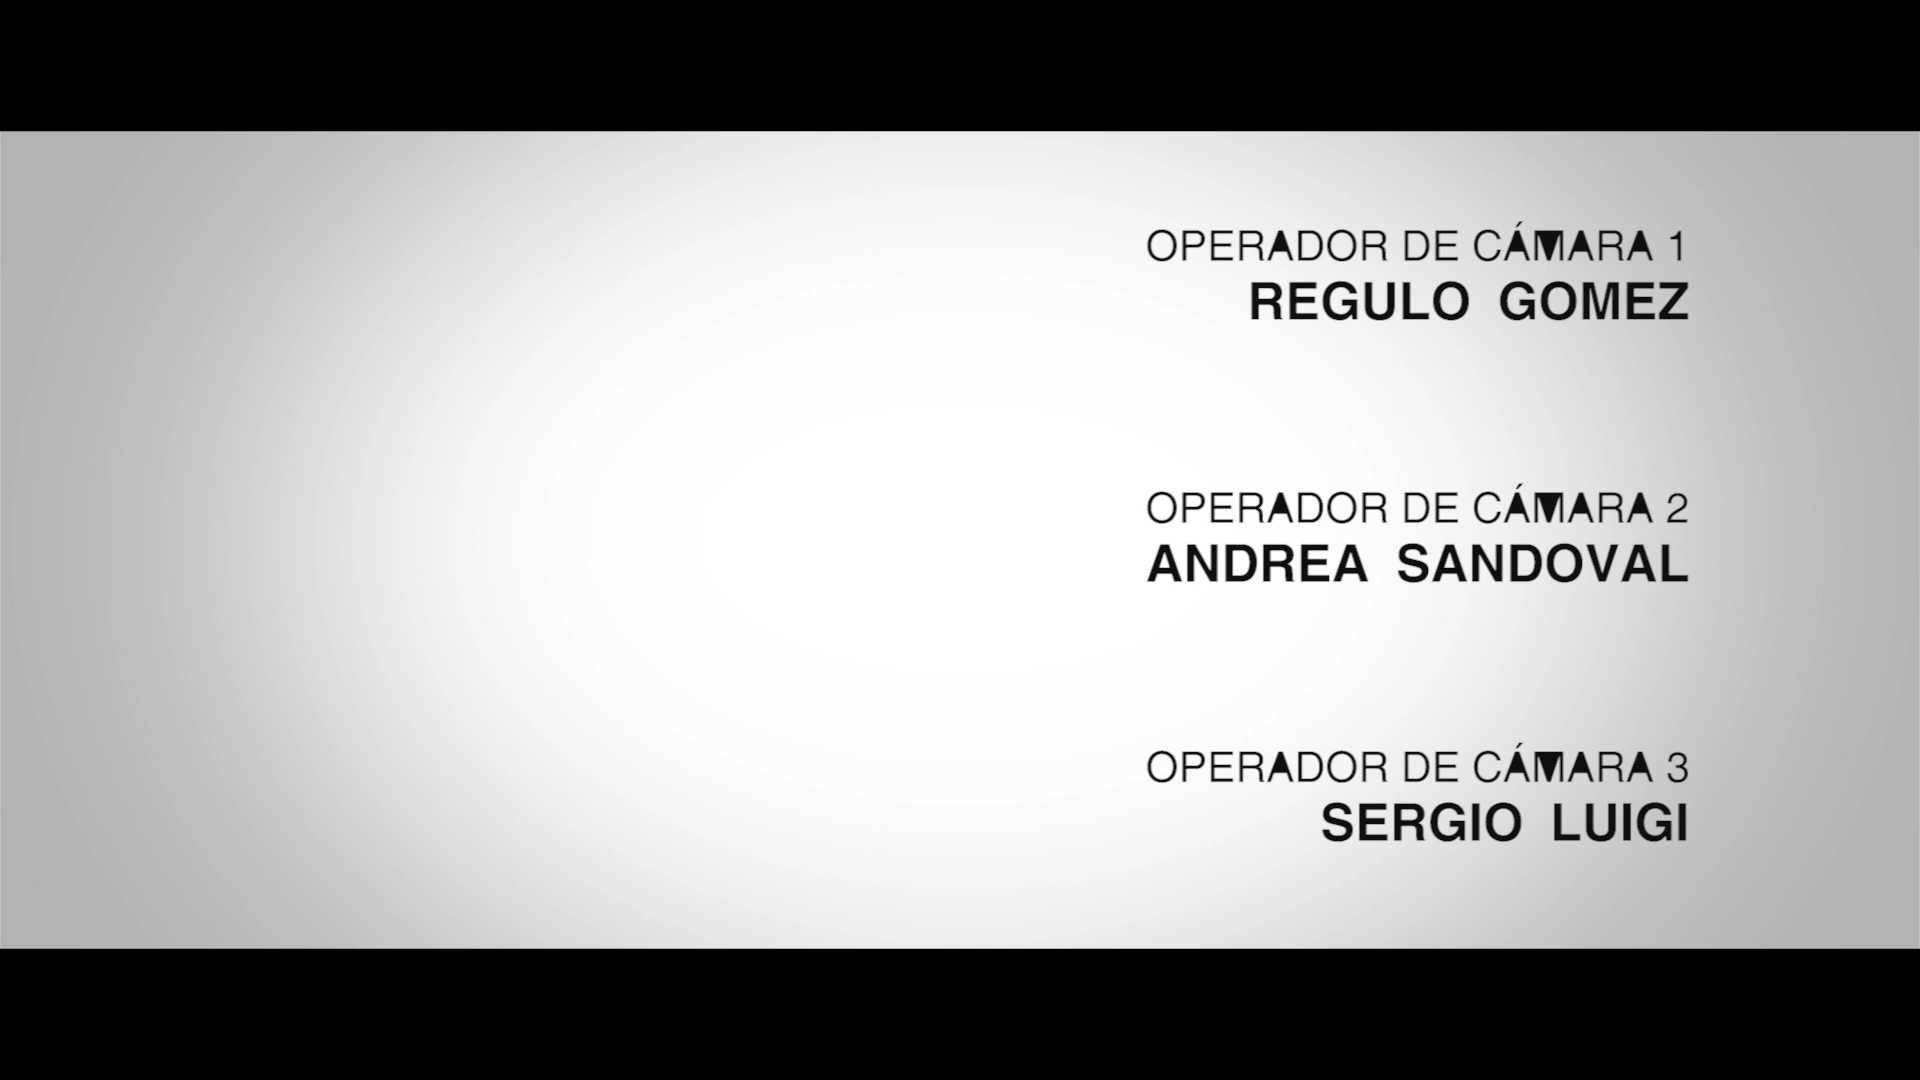 OPERADOR DE CÁMARA 1
REGULO GOMEZ
OPERADOR DE CÁMARA 2
ANDREA SANDOVAL
OPERADOR DE CÁMARA 3
SERGIO LUIGI